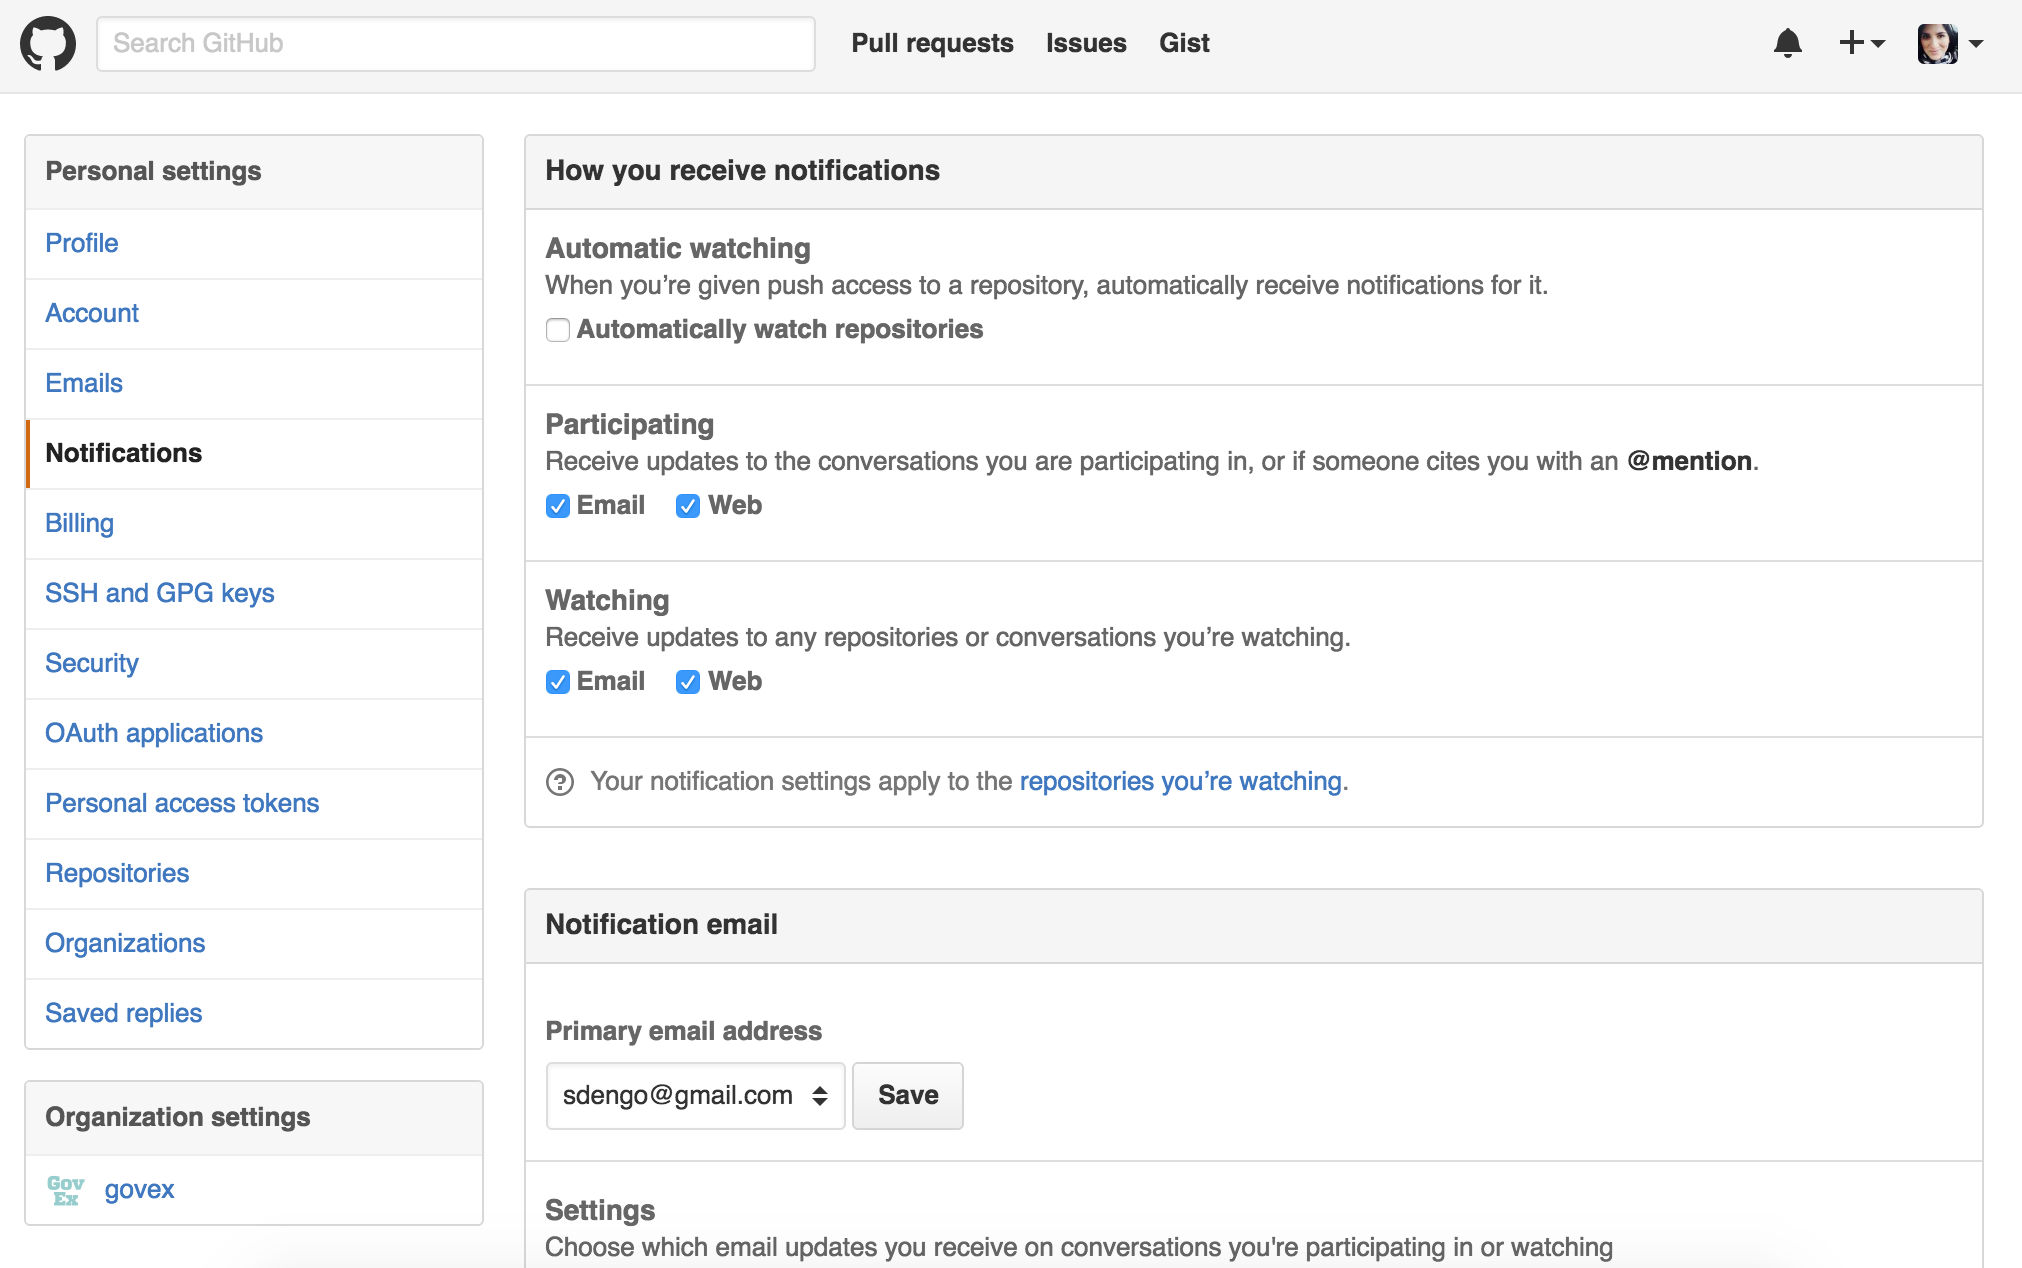 Search GitHub
Pull requests Issues Gist
Personal settings
Profile
Account
Emails
Notifications
Billing
SSH and GPG keys
Security
OAuth applications
Personal access tokens
Repositories
Organizations
Saved replies
Organization settings
Gov
Ex
govex
How you receive notifications
Automatic watching
When you’re given push access to a repository, automatically receive notifications for it.
Automatically watch repositories
Participating
Receive updates to the conversations you are participating in, or if someone cites you with an @mention.
Email Web
Watching
Receive updates to any repositories or conversations you’re watching.
Email Web
Your notification settings apply to the repositories you’re watching.
Notification email
Primary email address
sdengo@gmail.com Save
Settings
Choose which email updates you receive on conversations you're participating in or watching